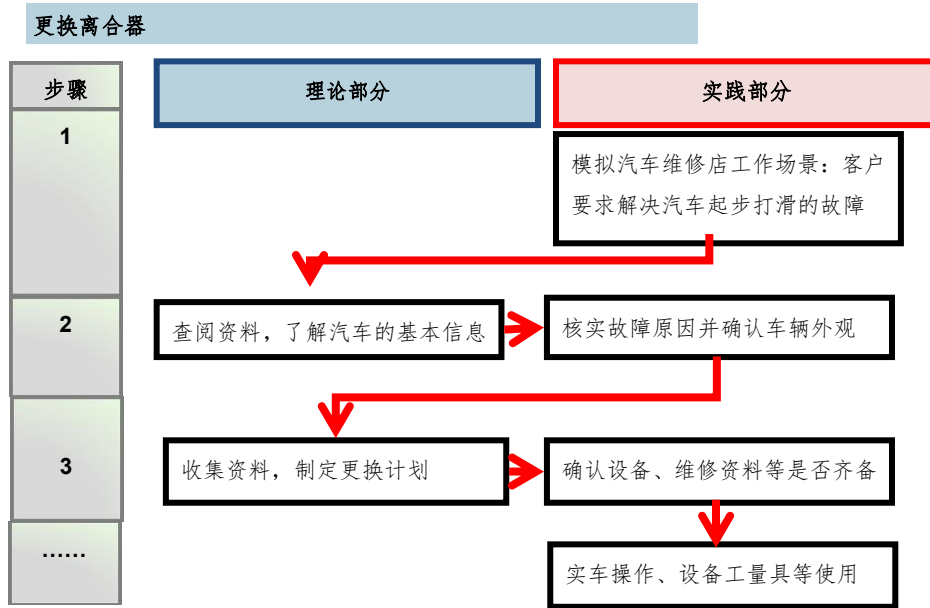 更换离合器
步骤
理论部分
实践部分
1
模拟汽车维修店工作场景：客户
要求解决汽车起步打滑的故障
2
查阅资料，了解汽车的基本信息
核实故障原因并确认车辆外观
3
收集资料，制定更换计划
确认设备、维修资料等是否齐备
……
实车操作、设备工量具等使用